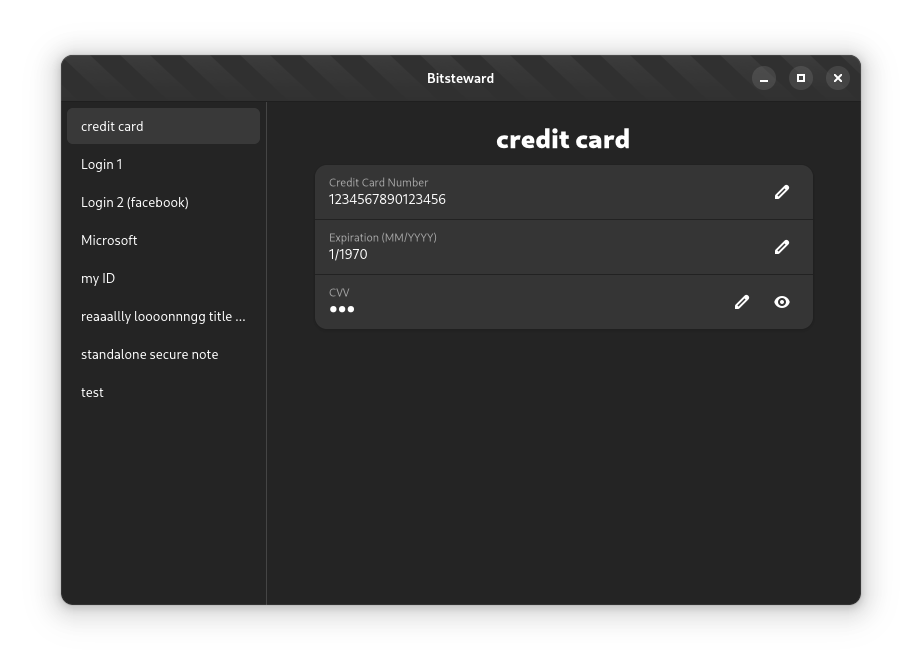 Bitsteward
credit card
Login 1
Login 2 (facebook)
Microsoft
my ID
reaaallly loooonnngg title ...
standalone secure note
test
credit card
Credit Card Number
1234567890123456
Expiration (MM/YYYY)
1/1970
CVV
●●●